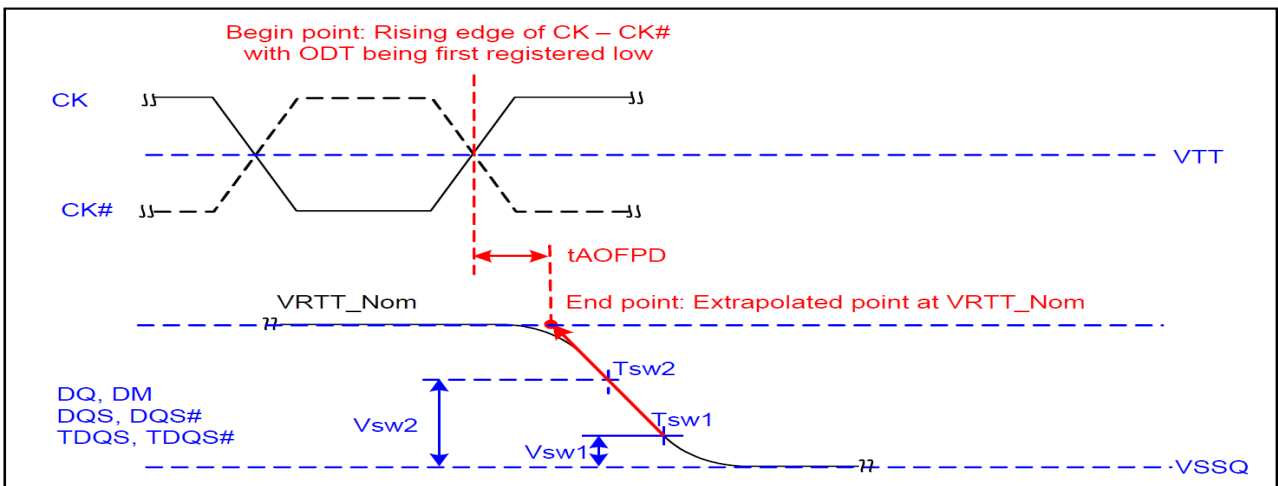 Begin point: Rising edge of CK – CK#
with ODT being first registered low
CK
VTT
CK#
tAOFPD
VRTT_Nom
End point: Extrapolated point at VRTT_Nom
Tsw2
DQ, DM
DQS, DQS#
TDQS, TDQS#
Vsw2
Tsw1
Vsw1
VSSQ